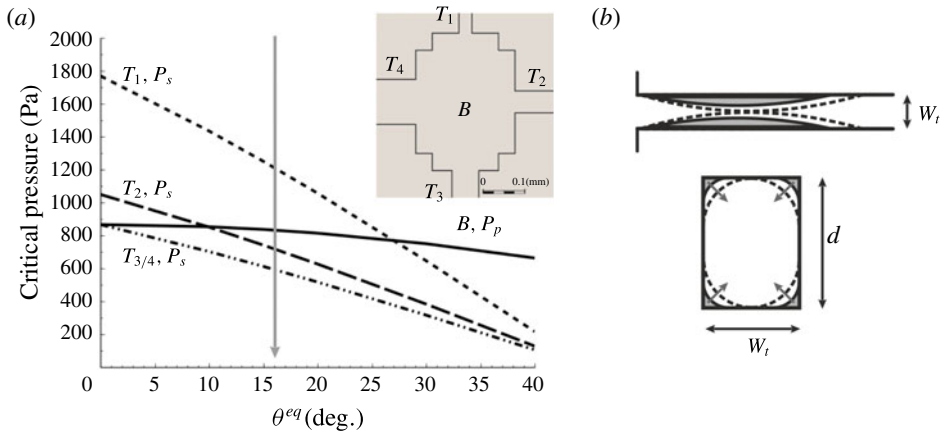 (a)
(b)
2000
1800
1600
1400
1200
1000
800
600
400
200
0
10
15
20
25
30
35
40
Critical pressure (Pa)
θ^eq (deg.)
T₁, Pₛ
T₂, Pₛ
T₃/₄, Pₛ
B, Pₚ
T₁
T₄
T₂
B
T₃
0 0.1(mm)
Wₜ
d
Wₜ